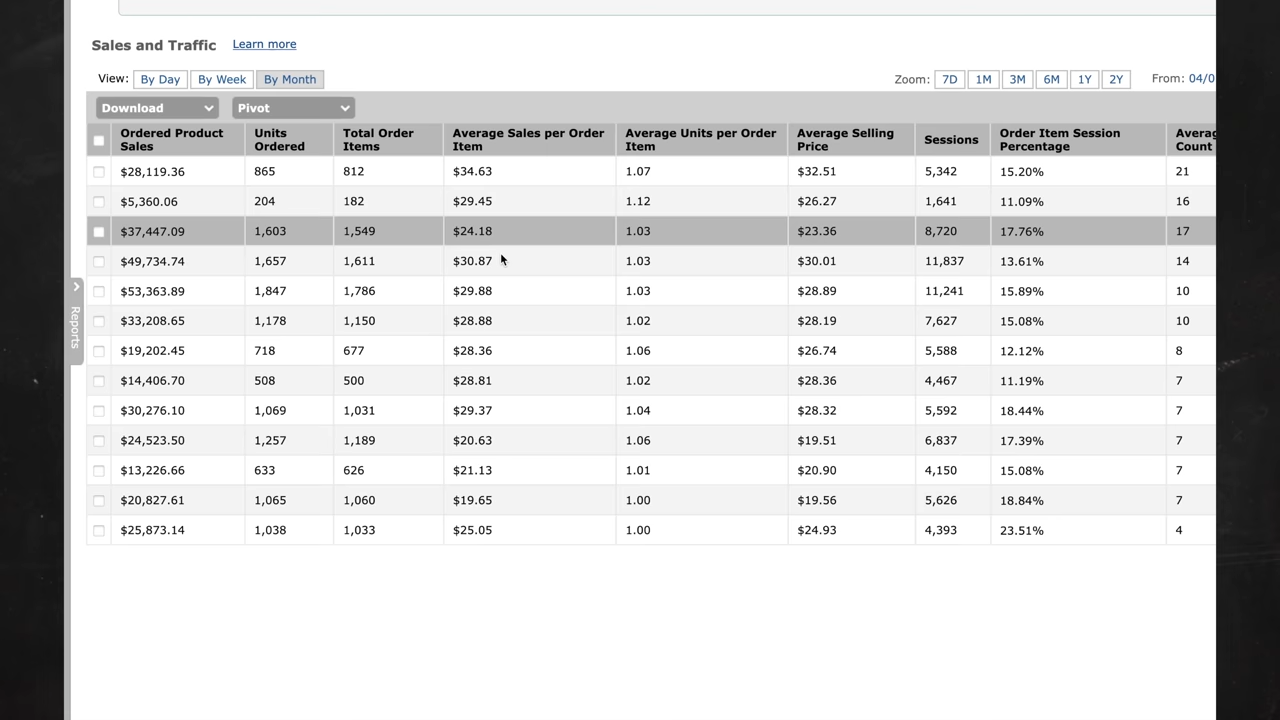 Sales and Traffic Learn more
View: By Day By Week By Month Zoom: 7D 1M 3M 6M 1Y 2Y From: 04/0
Download Pivot
Ordered Product Sales Units Ordered Total Order Items Average Sales per Order Item Average Units per Order Item Average Selling Price Sessions Order Item Session Percentage Averag Count
$28,119.36 865 812 $34.63 1.07 $32.51 5,342 15.20% 21
$5,360.06 204 182 $29.45 1.12 $26.27 1,641 11.09% 16
$37,447.09 1,603 1,549 $24.18 1.03 $23.36 8,720 17.76% 17
$49,734.74 1,657 1,611 $30.87 1.03 $30.01 11,837 13.61% 14
$53,363.89 1,847 1,786 $29.88 1.03 $28.89 11,241 15.89% 10
$33,208.65 1,178 1,150 $28.88 1.02 $28.19 7,627 15.08% 10
$19,202.45 718 677 $28.36 1.06 $26.74 5,588 12.12% 8
$14,406.70 508 500 $28.81 1.02 $28.36 4,467 11.19% 7
$30,276.10 1,069 1,031 $29.37 1.04 $28.32 5,592 18.44% 7
$24,523.50 1,257 1,189 $20.63 1.06 $19.51 6,837 17.39% 7
$13,226.66 633 626 $21.13 1.01 $20.90 4,150 15.08% 7
$20,827.61 1,065 1,060 $19.65 1.00 $19.56 5,626 18.84% 7
$25,873.14 1,038 1,033 $25.05 1.00 $24.93 4,393 23.51% 4
Reports